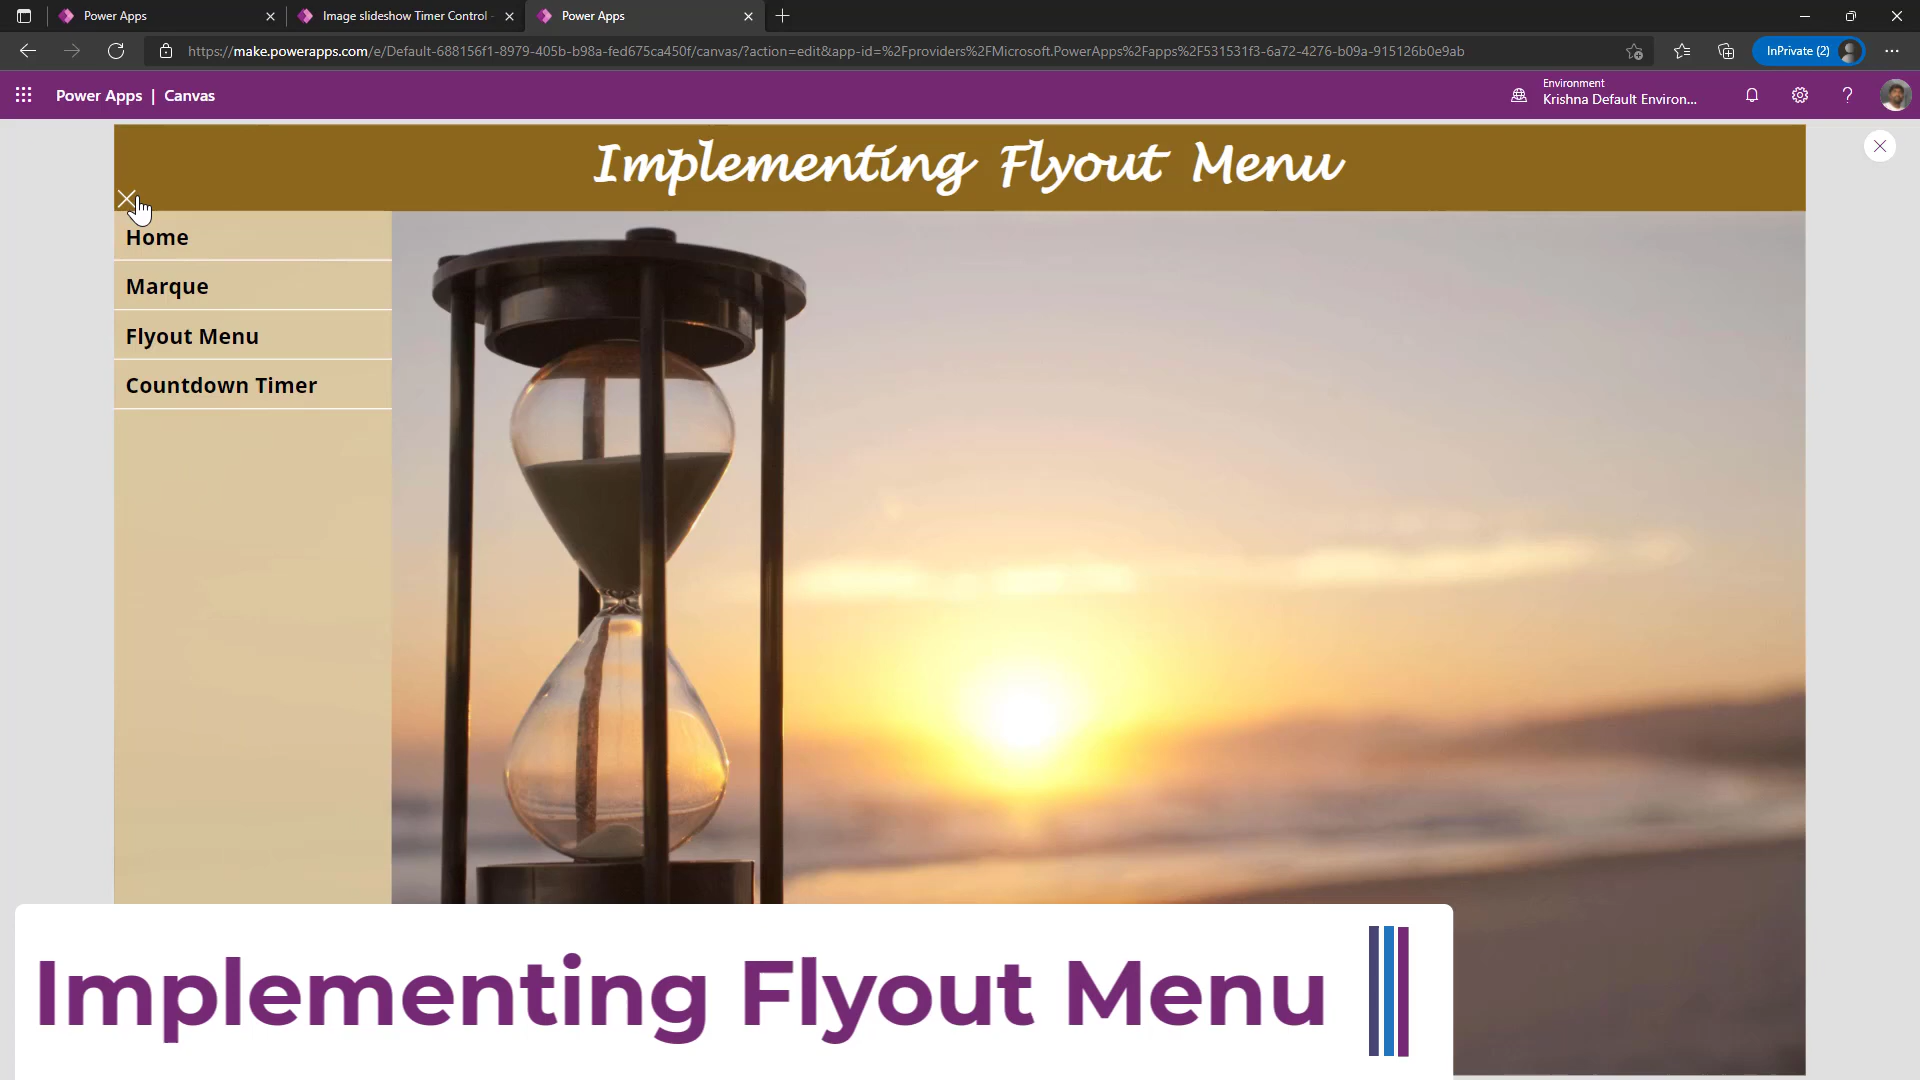 Power Apps
Image slideshow Timer Control -
Power Apps
https://make.powerapps.com/e/Default-688156f1-8979-405b-b98a-fed675ca450f/canvas/?action=edit&app-id=%2Fproviders%2FMicrosoft.PowerApps%2Fapps%2F531531f3-6a72-4276-b09a-915126b0e9ab
InPrivate (2)
Power Apps | Canvas
Environment
Krishna Default Environ...
Implementing Flyout Menu
Home
Marque
Flyout Menu
Countdown Timer
Implementing Flyout Menu